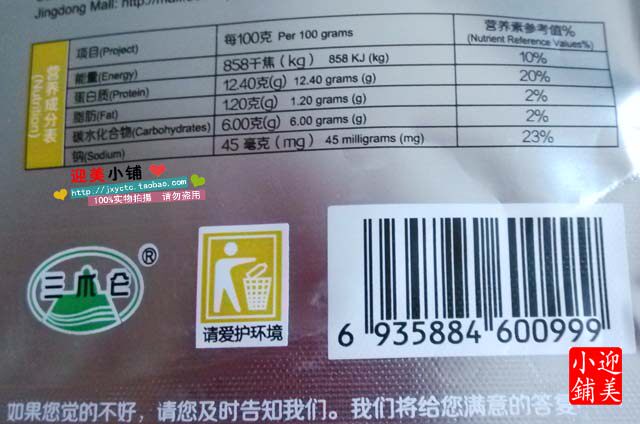 Jingdong Mall: http://mall.
营养成分表
(Nutrition)
项目(Project) 每100克 Per 100 grams 营养素参考值%
(Nutrient Reference Values%)
能量(Energy) 858千焦 (kg) 858 KJ (kg) 10%
蛋白质(Protein) 12.40克(g) 12.40 grams (g) 20%
脂肪(Fat) 1.20克(g) 1.20 grams (g) 2%
碳水化合物(Carbohydrates) 6.00克(g) 6.00 grams (g) 2%
钠(Sodium) 45 毫克 (mg) 45 milligrams (mg) 23%
迎美小铺
http://jxyctc.taobao.com
100%实物拍摄 请勿盗用
三木仑®
请爱护环境
6 935884 600999
迎美
小铺
如果您觉的不好，请您及时告知我们。我们将给您满意的答复